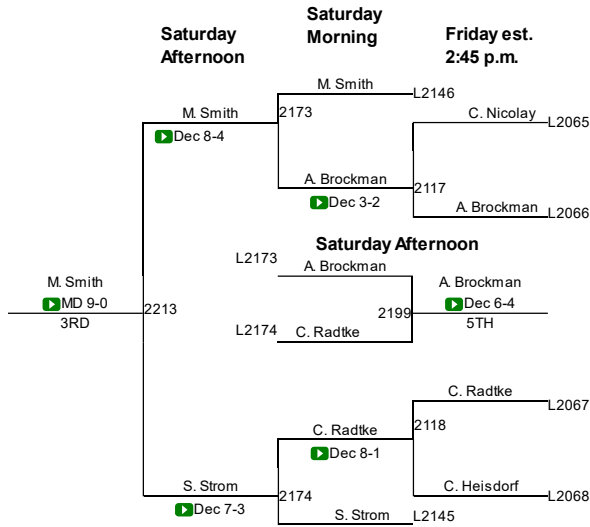 Saturday Afternoon
Saturday Morning
Friday est. 2:45 p.m.
M. Smith
L2146
M. Smith
2173
C. Nicolay
L2065
Dec 8-4
A. Brockman
2117
Dec 3-2
A. Brockman
L2066
Saturday Afternoon
L2173
A. Brockman
M. Smith
A. Brockman
MD 9-0
2213
2199
Dec 6-4
3RD
5TH
L2174
C. Radtke
C. Radtke
L2067
C. Radtke
2118
Dec 8-1
S. Strom
2174
C. Heisdorf
L2068
Dec 7-3
S. Strom
L2145